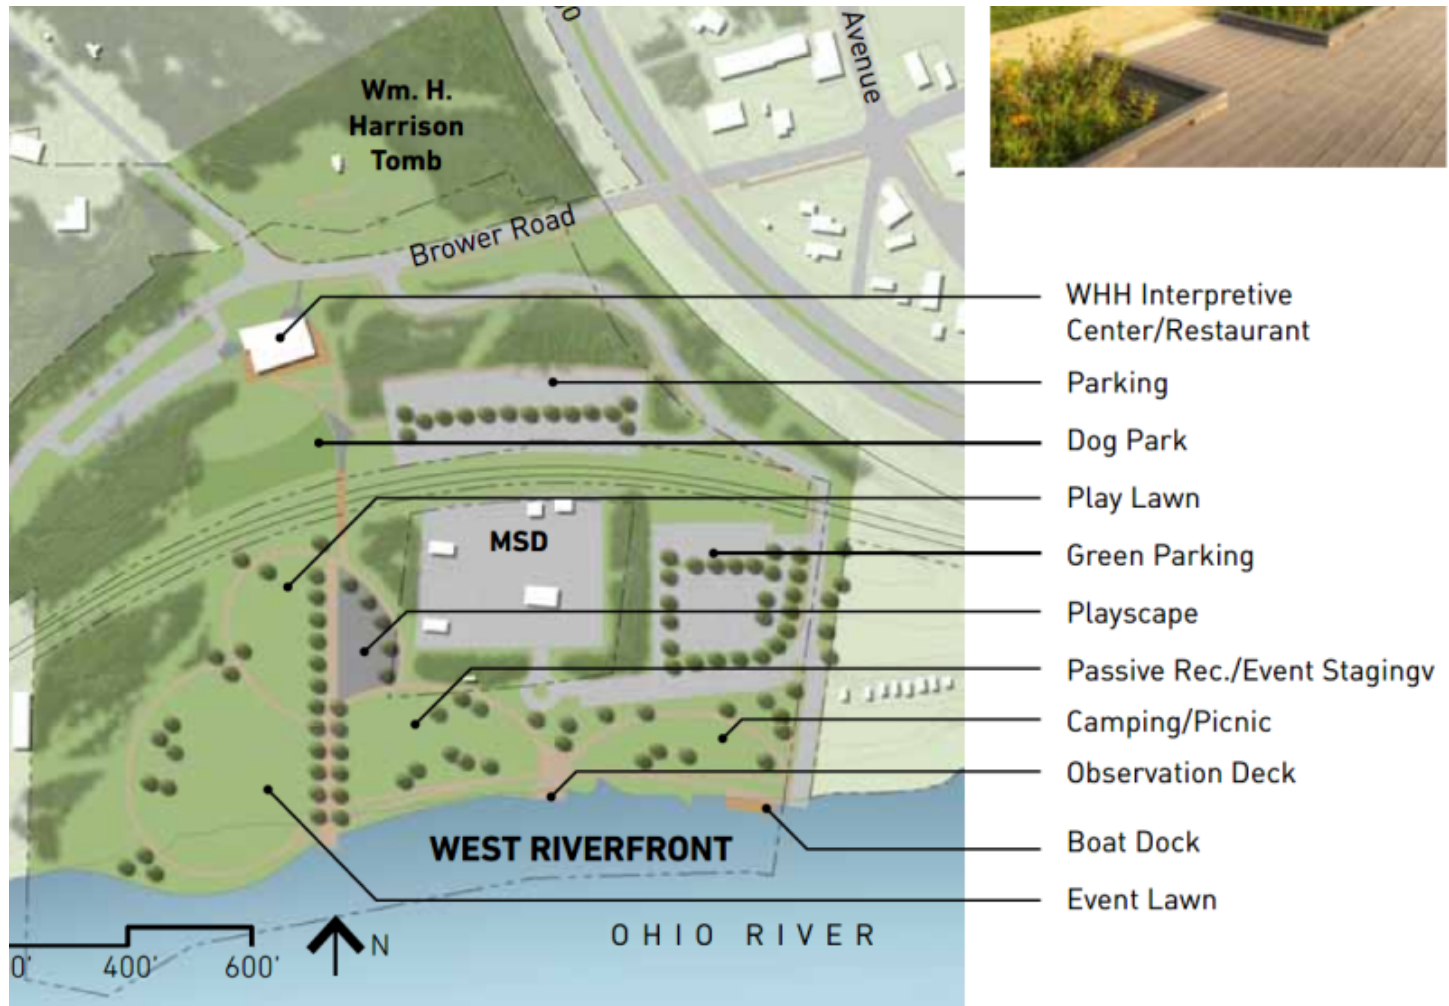 Wm. H.
Harrison
Tomb
Avenue
Brower Road
WHH Interpretive
Center/Restaurant
Parking
Dog Park
Play Lawn
MSD
Green Parking
Playscape
Passive Rec./Event Stagingv
Camping/Picnic
Observation Deck
WEST RIVERFRONT
Boat Dock
Event Lawn
OHIO RIVER
N
0' 400' 600'